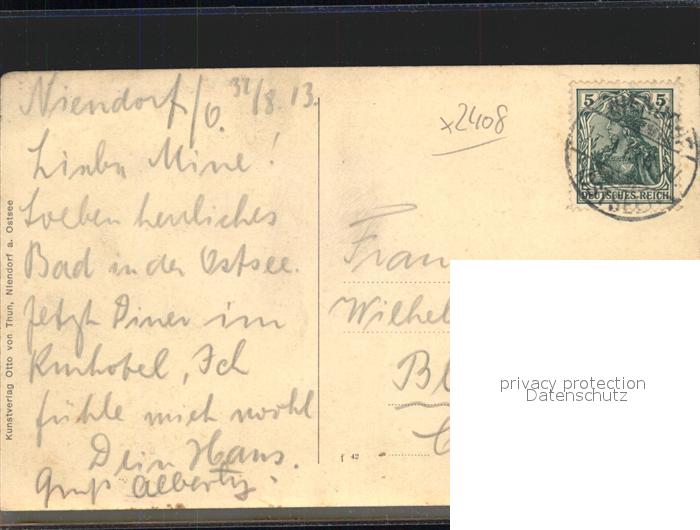 Niendorf/O. 31/8.13.
Liebe Mine!
Soeben herrliches
Bad in der Ostsee.
Jetzt Diner im
Kurhotel, Ich
fühle mich wohl
Dein Hans.
Gruß
x2408
5 5
DEUTSCHES REICH
Frau
Wilhel
Bl
f 42
Kunstverlag Otto von Thun, Niendorf a. Ostsee
privacy protection
Datenschutz